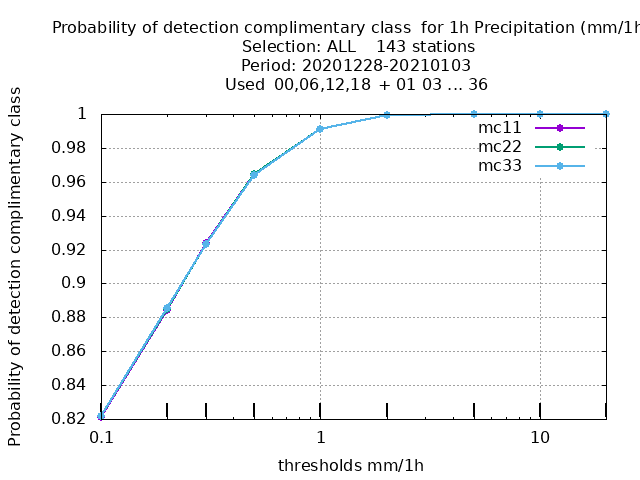 Probability of detection complimentary class  for 1h Precipitation (mm/1h
Selection: ALL    143 stations
Period: 20201228-20210103
Used  00,06,12,18  + 01 03 ... 36
Probability of detection complimentary class
1
0.98
0.96
0.94
0.92
0.9
0.88
0.86
0.84
0.82
mc11
mc22
mc33
0.1
1
10
thresholds mm/1h